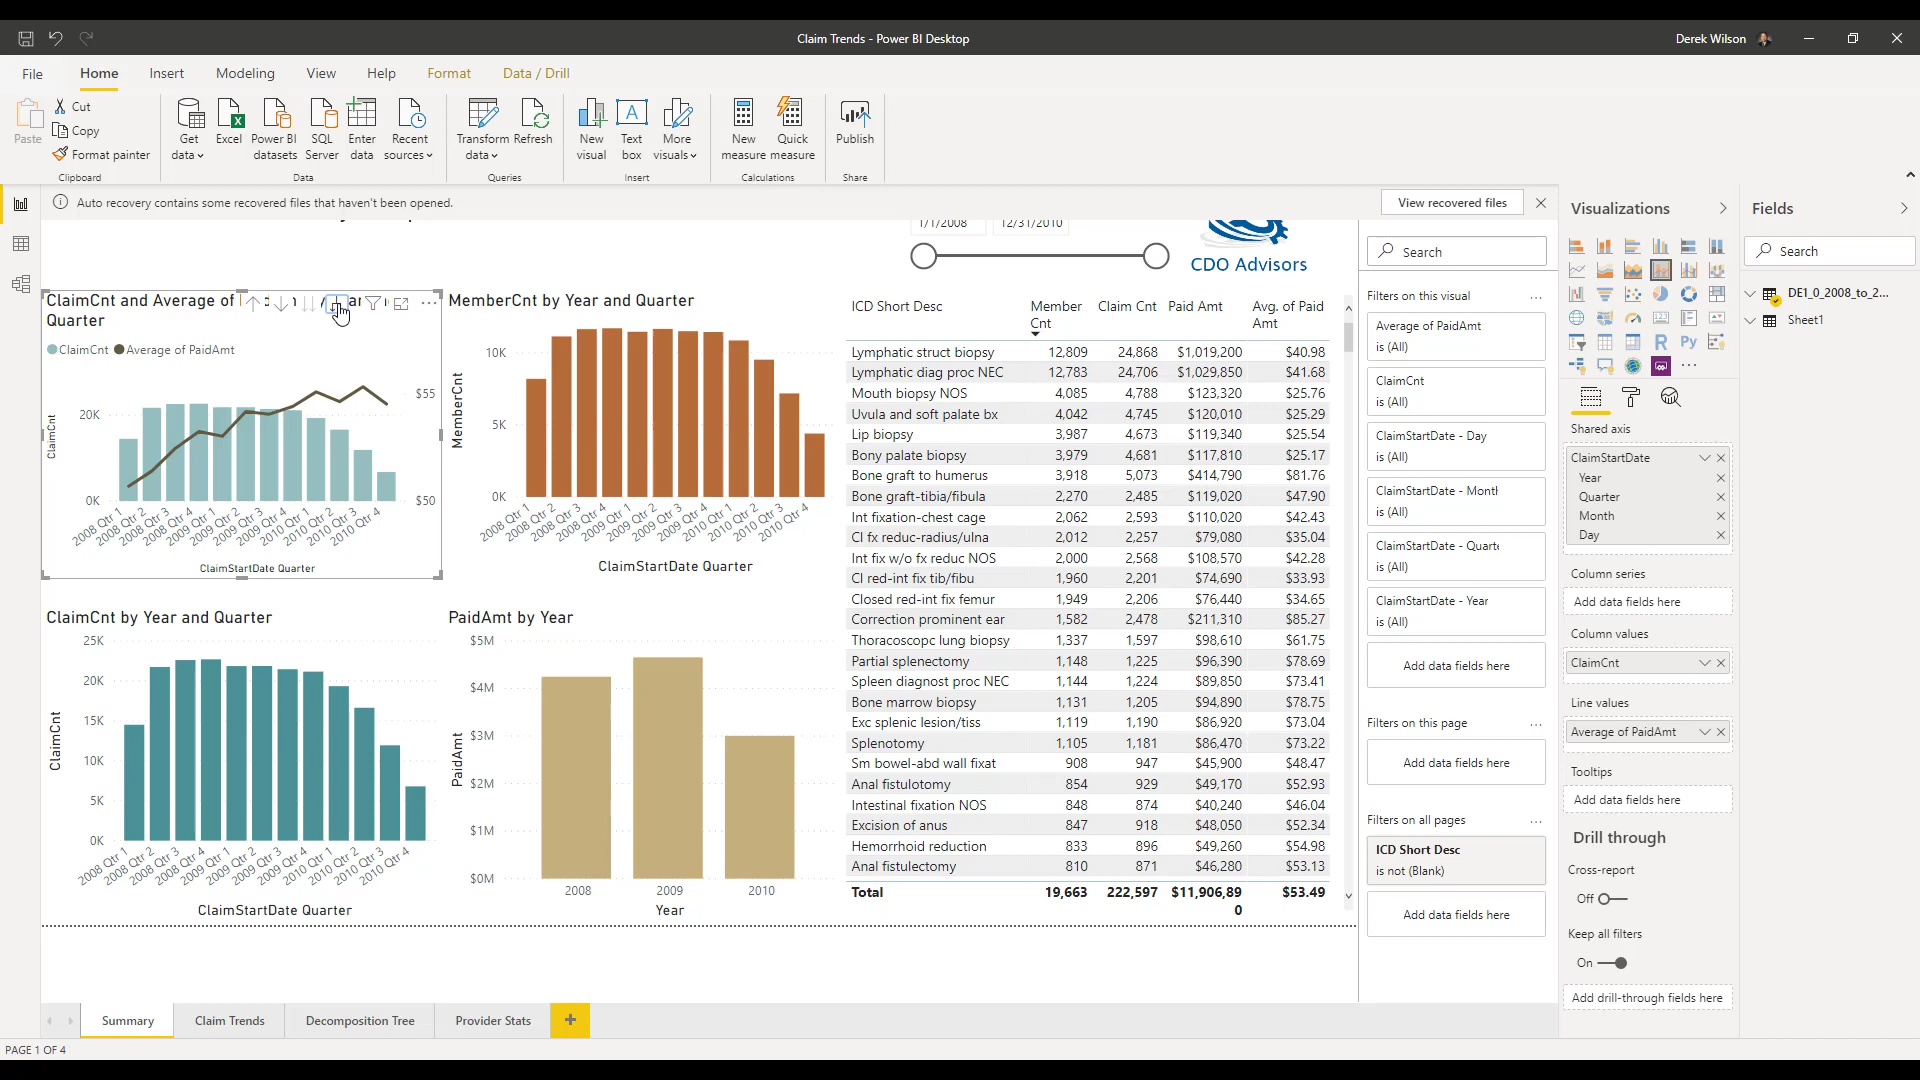 Claim Trends - Power BI Desktop
Derek Wilson
File
Home
Insert
Modeling
View
Help
Format
Data / Drill
Paste
Cut
Copy
Format painter
Clipboard
Get data
Excel
Power BI datasets
SQL Server
Enter data
Recent sources
Data
Transform data
Refresh
Queries
New visual
Text box
More visuals
Insert
New measure
Quick measure
Calculations
Publish
Share
Auto recovery contains some recovered files that haven't been opened.
View recovered files
1/1/2008
12/31/2010
CDO Advisors
ClaimCnt and Average of
Quarter
ClaimCnt
Average of PaidAmt
ClaimCnt
20K
0K
$55
$50
2008 Qtr 1
2008 Qtr 2
2008 Qtr 3
2008 Qtr 4
2009 Qtr 1
2009 Qtr 2
2009 Qtr 3
2009 Qtr 4
2010 Qtr 1
2010 Qtr 2
2010 Qtr 3
2010 Qtr 4
ClaimStartDate Quarter
MemberCnt by Year and Quarter
MemberCnt
10K
5K
0K
2008 Qtr 1
2008 Qtr 2
2008 Qtr 3
2008 Qtr 4
2009 Qtr 1
2009 Qtr 2
2009 Qtr 3
2009 Qtr 4
2010 Qtr 1
2010 Qtr 2
2010 Qtr 3
2010 Qtr 4
ClaimStartDate Quarter
ClaimCnt by Year and Quarter
ClaimCnt
25K
20K
15K
10K
5K
0K
2008 Qtr 1
2008 Qtr 2
2008 Qtr 3
2008 Qtr 4
2009 Qtr 1
2009 Qtr 2
2009 Qtr 3
2009 Qtr 4
2010 Qtr 1
2010 Qtr 2
2010 Qtr 3
2010 Qtr 4
ClaimStartDate Quarter
PaidAmt by Year
PaidAmt
$5M
$4M
$3M
$2M
$1M
$0M
2008
2009
2010
Year
ICD Short Desc Member Cnt Claim Cnt Paid Amt Avg. of Paid Amt
Lymphatic struct biopsy 12,809 24,868 $1,019,200 $40.98
Lymphatic diag proc NEC 12,783 24,706 $1,029,850 $41.68
Mouth biopsy NOS 4,085 4,788 $123,320 $25.76
Uvula and soft palate bx 4,042 4,745 $120,010 $25.29
Lip biopsy 3,987 4,673 $119,340 $25.54
Bony palate biopsy 3,979 4,681 $117,810 $25.17
Bone graft to humerus 3,918 5,073 $414,790 $81.76
Bone graft-tibia/fibula 2,270 2,485 $119,020 $47.90
Int fixation-chest cage 2,062 2,593 $110,020 $42.43
Cl fx reduc-radius/ulna 2,012 2,257 $79,080 $35.04
Int fix w/o fx reduc NOS 2,000 2,568 $108,570 $42.28
Cl red-int fix tib/fibu 1,960 2,201 $74,690 $33.93
Closed red-int fix femur 1,949 2,206 $76,440 $34.65
Correction prominent ear 1,582 2,478 $211,310 $85.27
Thoracoscopc lung biopsy 1,337 1,597 $98,610 $61.75
Partial splenectomy 1,148 1,225 $96,390 $78.69
Spleen diagnost proc NEC 1,144 1,224 $89,850 $73.41
Bone marrow biopsy 1,131 1,205 $94,890 $78.75
Exc splenic lesion/tiss 1,119 1,190 $86,920 $73.04
Splenotomy 1,105 1,181 $86,470 $73.22
Sm bowel-abd wall fixat 908 947 $45,900 $48.47
Anal fistulotomy 854 929 $49,170 $52.93
Intestinal fixation NOS 848 874 $40,240 $46.04
Excision of anus 847 918 $48,050 $52.34
Hemorrhoid reduction 833 896 $49,260 $54.98
Anal fistulectomy 810 871 $46,280 $53.13
Total 19,663 222,597 $11,906,89 $53.49
0
Search
Filters on this visual
Average of PaidAmt
is (All)
ClaimCnt
is (All)
ClaimStartDate - Day
is (All)
ClaimStartDate - Month
is (All)
ClaimStartDate - Quarte
is (All)
ClaimStartDate - Year
is (All)
Add data fields here
Filters on this page
Add data fields here
Filters on all pages
ICD Short Desc
is not (Blank)
Add data fields here
Visualizations
R
Py
Shared axis
ClaimStartDate
Year
Quarter
Month
Day
Column series
Add data fields here
Column values
ClaimCnt
Line values
Average of PaidAmt
Tooltips
Add data fields here
Drill through
Cross-report
Off
Keep all filters
On
Add drill-through fields here
Fields
Search
DE1_0_2008_to_2...
Sheet1
Summary
Claim Trends
Decomposition Tree
Provider Stats
PAGE 1 OF 4